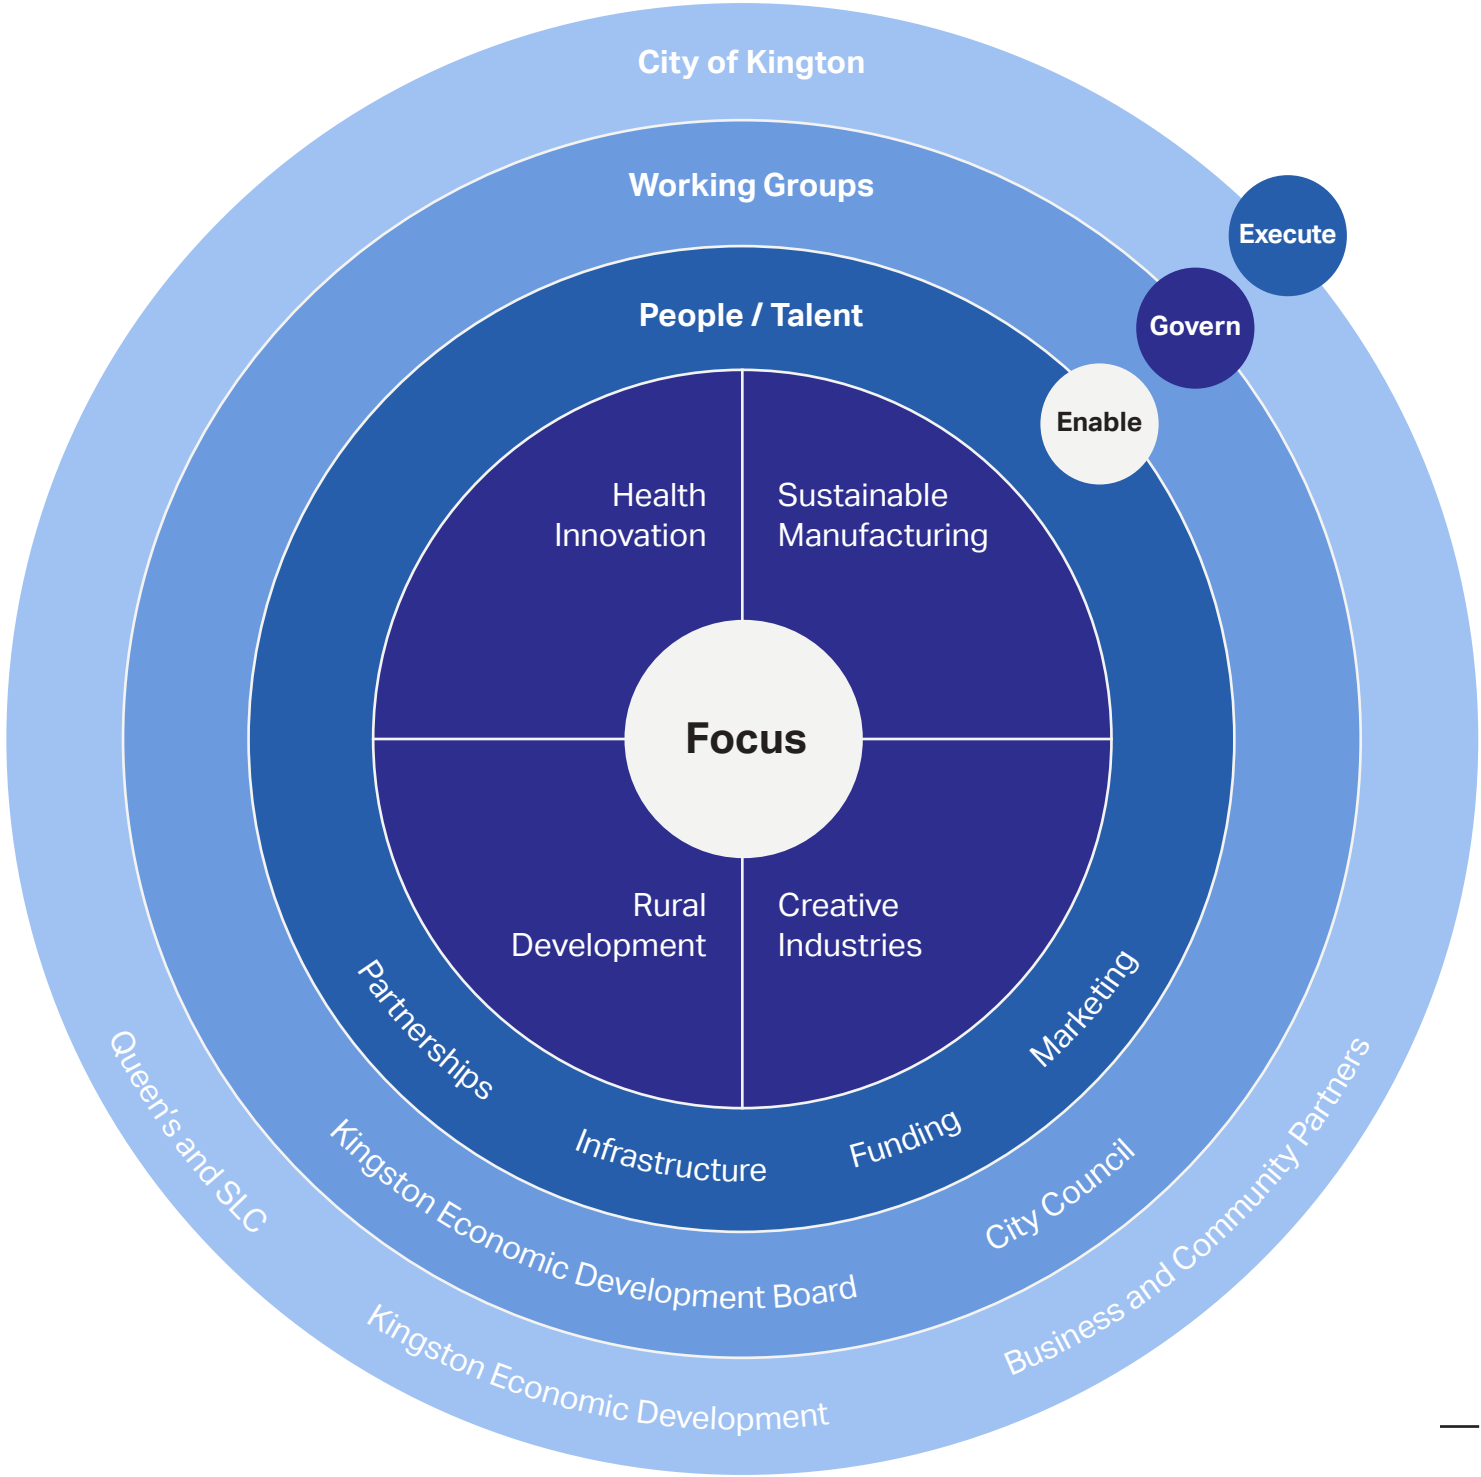 City of Kington
Working Groups
Execute
People / Talent
Govern
Enable
Health
Innovation
Sustainable
Manufacturing
Focus
Rural
Development
Creative
Industries
Partnerships
Infrastructure
Funding
Marketing
Kingston Economic Development Board
City Council
Queen's and SLC
Kingston Economic Development
Business and Community Partners